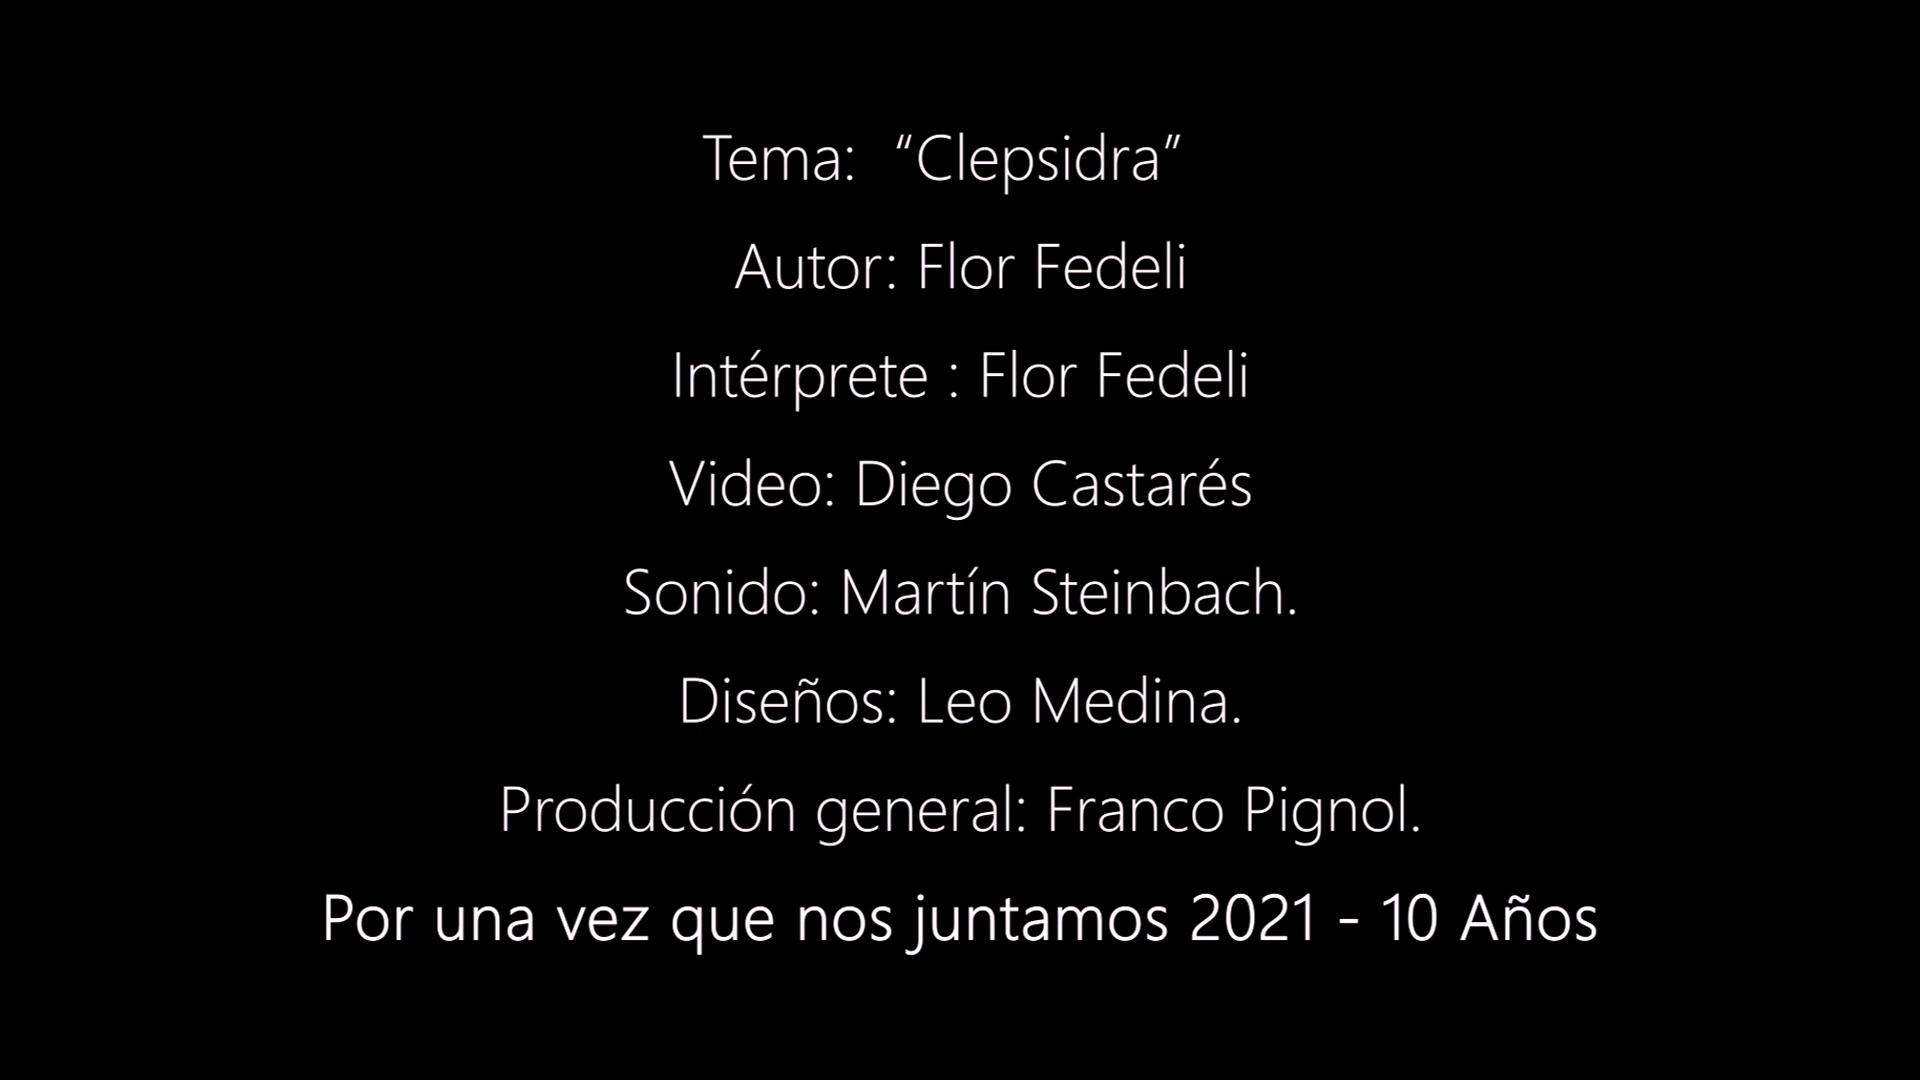 Tema:  “Clepsidra”
Autor: Flor Fedeli
Intérprete : Flor Fedeli
Video: Diego Castarés
Sonido: Martín Steinbach.
Diseños: Leo Medina.
Producción general: Franco Pignol.
Por una vez que nos juntamos 2021 - 10 Años